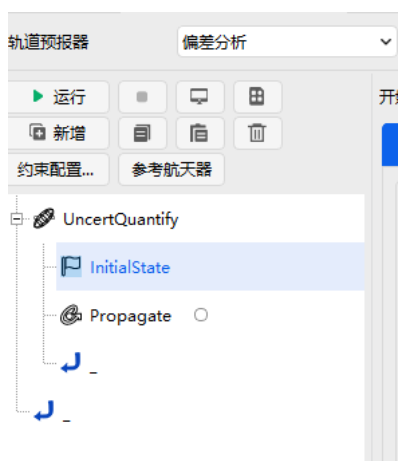 轨道预报器 偏差分析
运行
新增
约束配置... 参考航天器
UncertQuantify
InitialState
Propagate
_
_